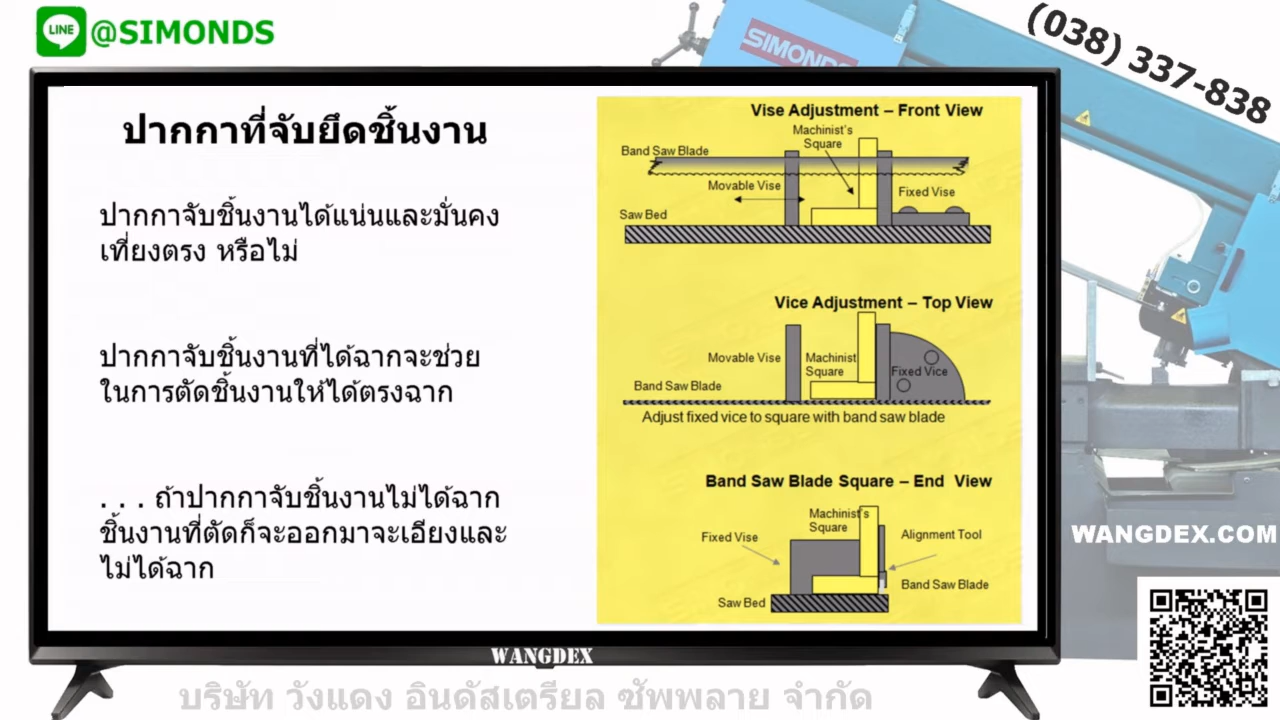 LINE
@SIMONDS
SIMONDS
(038) 337-838
ปากกาที่จับยึดชิ้นงาน
ปากกาจับชิ้นงานได้แน่นและมั่นคง
เที่ยงตรง หรือไม่
ปากกาจับชิ้นงานที่ได้ฉากจะช่วย
ในการตัดชิ้นงานให้ได้ตรงฉาก
. . . ถ้าปากกาจับชิ้นงานไม่ได้ฉาก
ชิ้นงานที่ตัดก็จะออกมาจะเอียงและ
ไม่ได้ฉาก
Vise Adjustment – Front View
Machinist's
Square
Band Saw Blade
Movable Vise
Fixed Vise
Saw Bed
Vice Adjustment – Top View
Movable Vise
Machinist
Square
Fixed Vice
Band Saw Blade
Adjust fixed vice to square with band saw blade
Band Saw Blade Square – End View
Machinist's
Square
Fixed Vise
Alignment Tool
Band Saw Blade
Saw Bed
WANGDEX.COM
WANGDEX
บริษัท วังแดง อินดัสเตรียล ซัพพลาย จำกัด